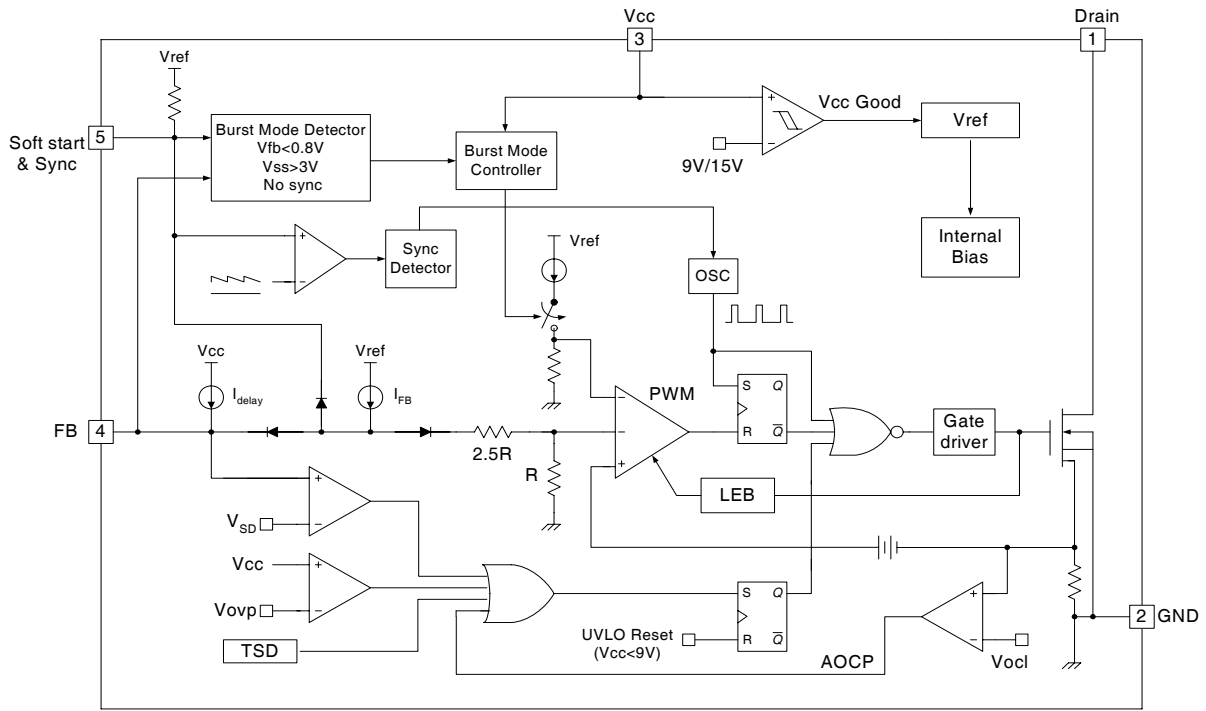 Vcc
3
Drain
1
Vref
5
Soft start
& Sync
Burst Mode Detector
Vfb<0.8V
Vss>3V
No sync
Burst Mode
Controller
+
−
9V/15V
Vcc Good
Vref
Internal
Bias
+
−
Sync
Detector
Vref
OSC
Vcc
Idelay
Vref
IFB
FB
4
2.5R
R
PWM
−
−
+
S
Q
R
Q
LEB
Gate
driver
VSD
+
−
Vcc
+
Vovp
−
TSD
S
Q
R
Q
UVLO Reset
(Vcc<9V)
AOCP
+
−
Vocl
2
GND